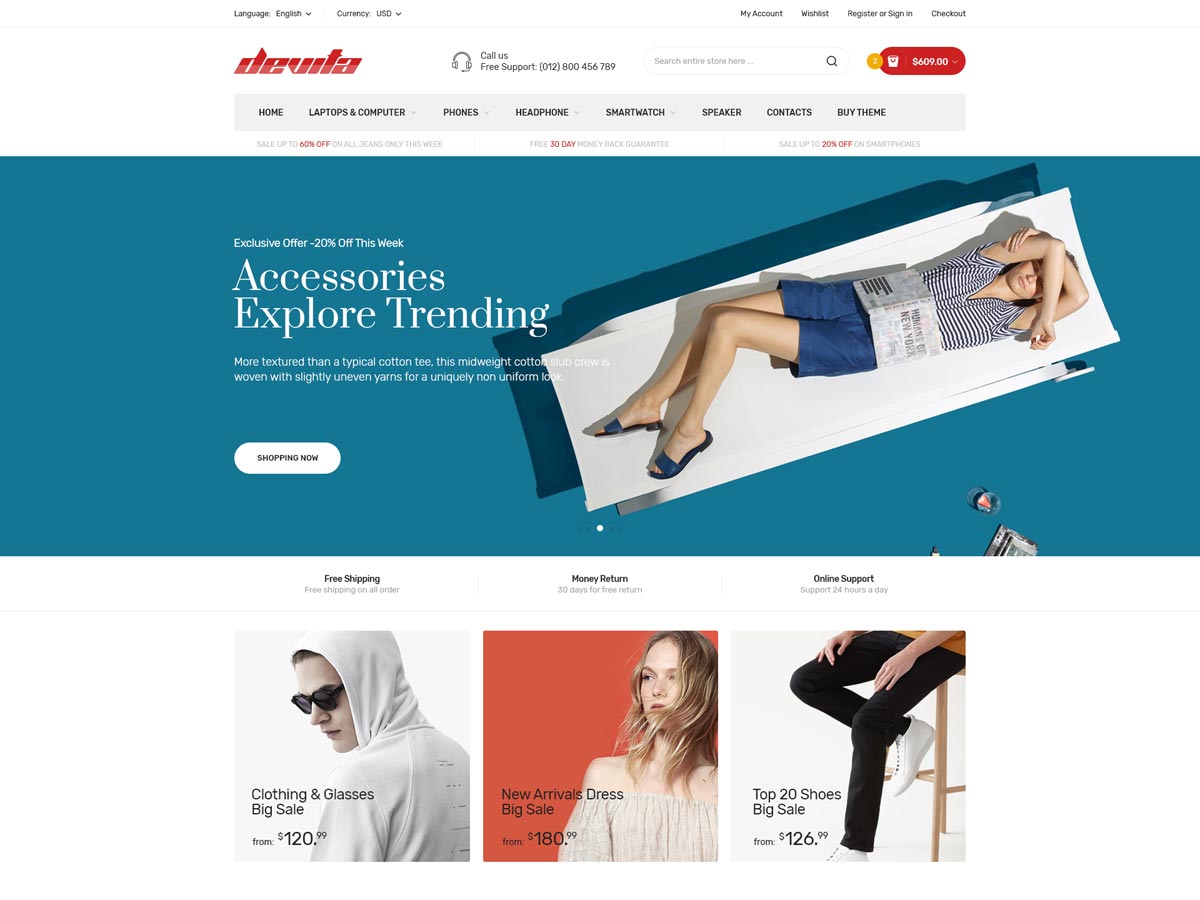 Language: English
Currency: USD
My Account
Wishlist
Register or Sign in
Checkout
devita
Call us
Free Support: (012) 800 456 789
Search entire store here ...
2
$609.00
HOME
LAPTOPS & COMPUTER
PHONES
HEADPHONE
SMARTWATCH
SPEAKER
CONTACTS
BUY THEME
SALE UP TO 60% OFF ON ALL JEANS ONLY THIS WEEK
FREE 30 DAY MONEY BACK GUARANTEE
SALE UP TO 20% OFF ON SMARTPHONES
Exclusive Offer -20% Off This Week
Accessories
Explore Trending
More textured than a typical cotton tee, this midweight cotton slub crew is
woven with slightly uneven yarns for a uniquely non uniform look.
SHOPPING NOW
HUMANS OF
NEW YORK
Free Shipping
Free shipping on all order
Money Return
30 days for free return
Online Support
Support 24 hours a day
Clothing & Glasses
Big Sale
from: $120.99
New Arrivals Dress
Big Sale
from: $180.99
Top 20 Shoes
Big Sale
from: $126.99